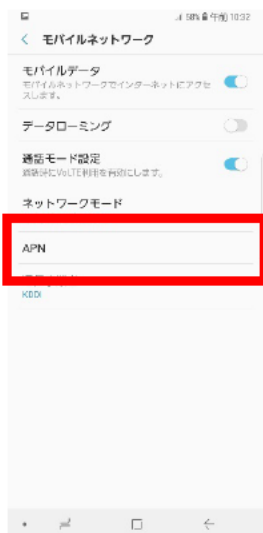 58% 午前 10:32
モバイルネットワーク
モバイルデータ
モバイルネットワークでインターネットにアクセ
スします。
データローミング
通話モード設定
通話時にVoLTE利用を有効にします。
ネットワークモード
APN
KDDI